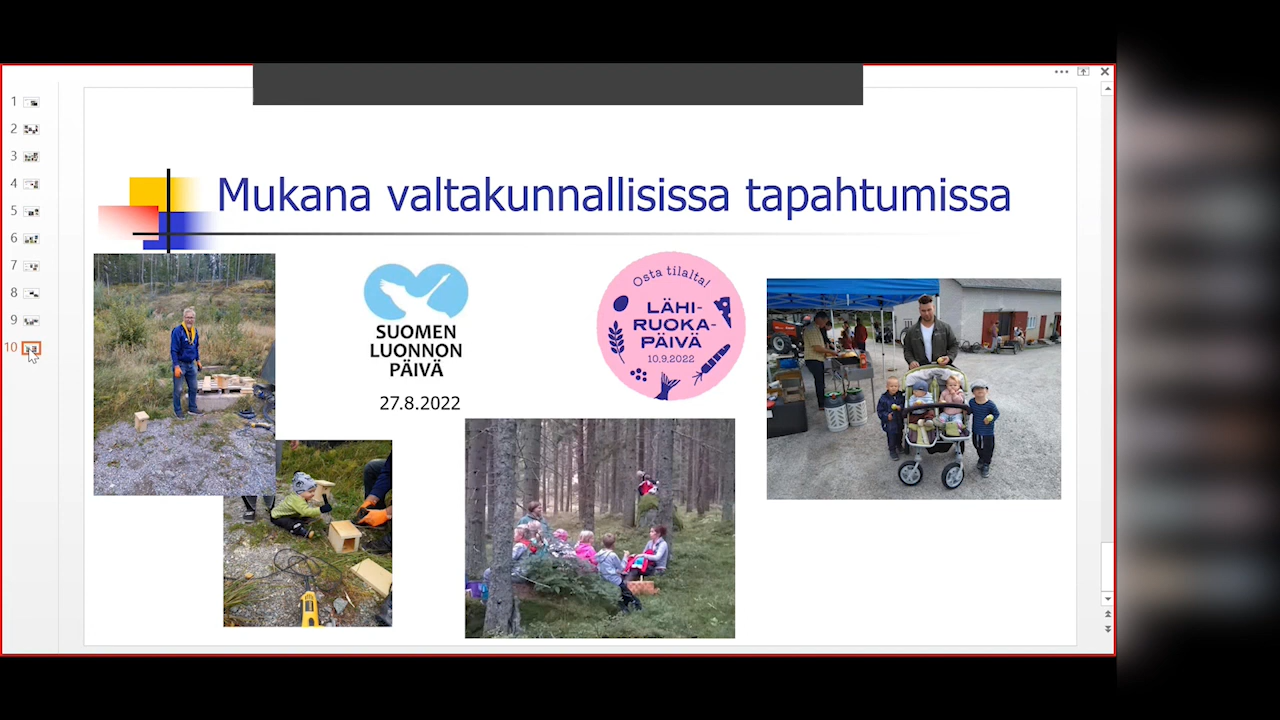 1
2
3
4
5
6
7
8
9
10
Mukana valtakunnallisissa tapahtumissa
SUOMEN
LUONNON
PÄIVÄ
27.8.2022
Osta tilalta!
LÄHI-
RUOKA-
PÄIVÄ
10.9.2022